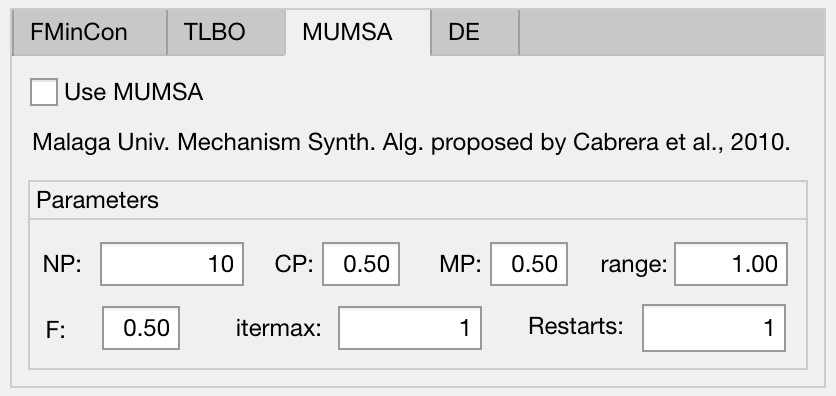 FMinCon TLBO MUMSA DE
Use MUMSA
Malaga Univ. Mechanism Synth. Alg. proposed by Cabrera et al., 2010.
Parameters
NP: 10 CP: 0.50 MP: 0.50 range: 1.00
F: 0.50 itermax: 1 Restarts: 1